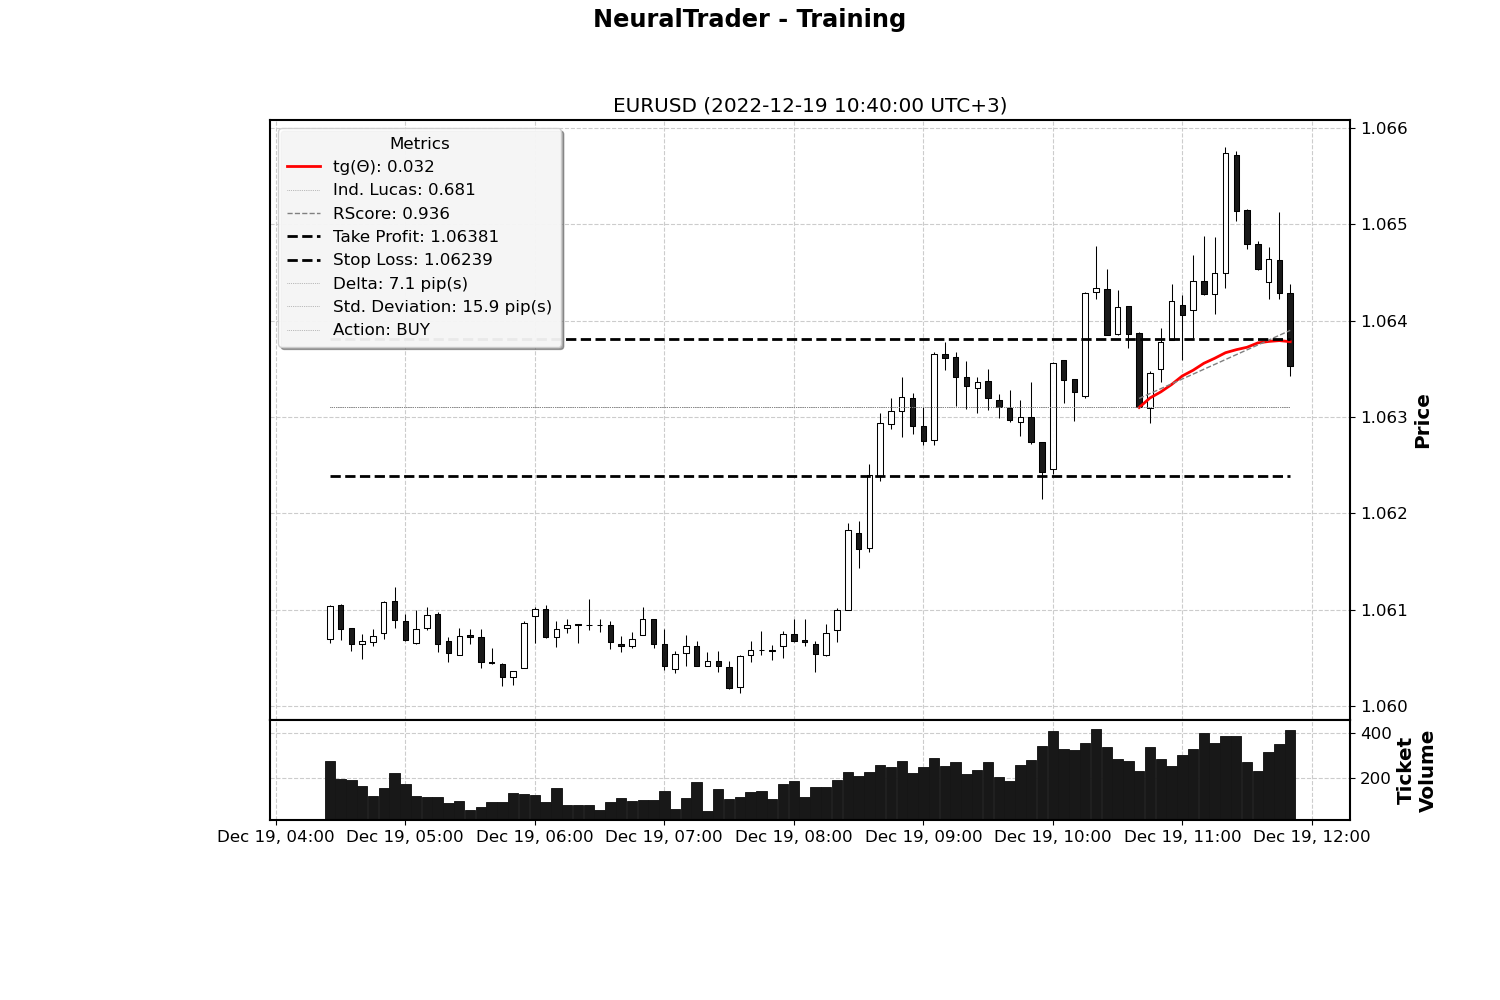 NeuralTrader - Training
EURUSD (2022-12-19 10:40:00 UTC+3)
Metrics
tg(Θ): 0.032
Ind. Lucas: 0.681
RScore: 0.936
Take Profit: 1.06381
Stop Loss: 1.06239
Delta: 7.1 pip(s)
Std. Deviation: 15.9 pip(s)
Action: BUY
1.066
1.065
1.064
1.063
1.062
1.061
1.060
Price
400
200
Ticket
Volume
Dec 19, 04:00 Dec 19, 05:00 Dec 19, 06:00 Dec 19, 07:00 Dec 19, 08:00 Dec 19, 09:00 Dec 19, 10:00 Dec 19, 11:00 Dec 19, 12:00